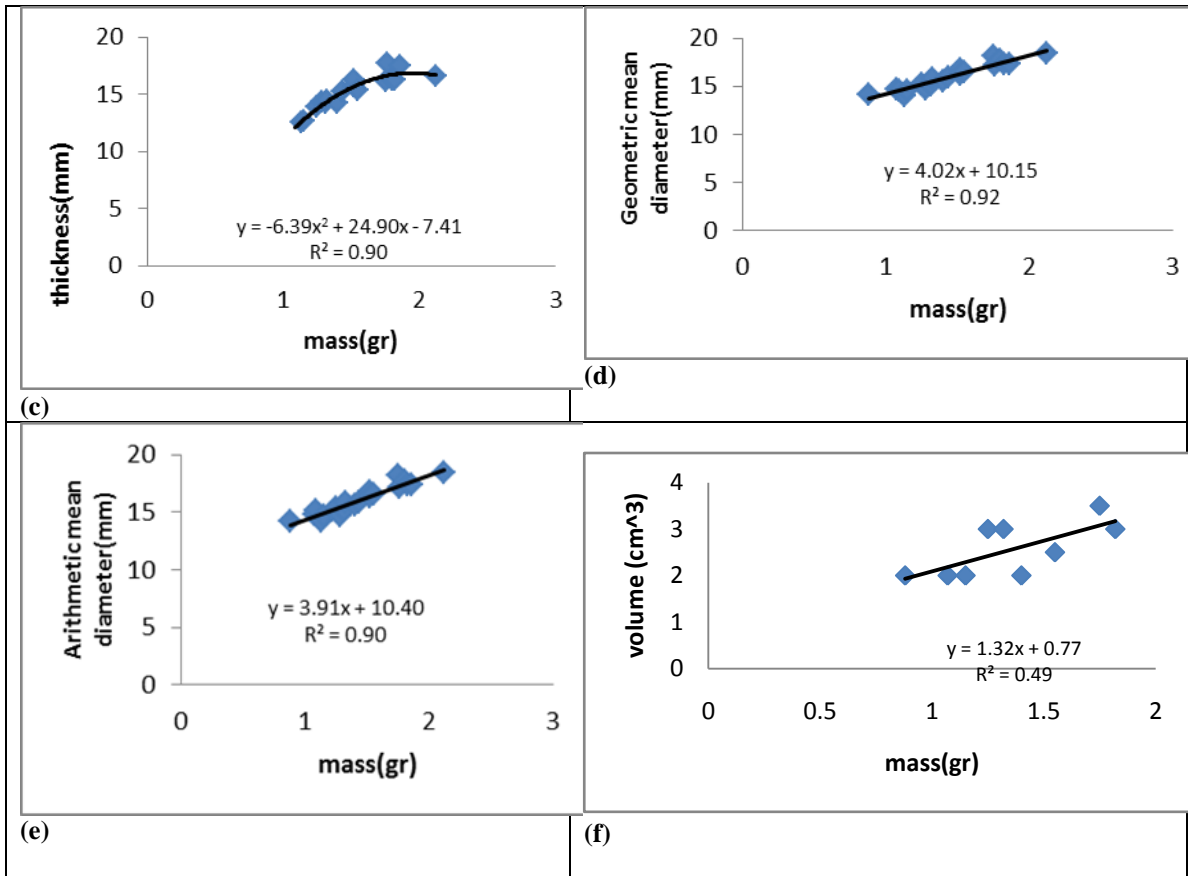 20
15
10
5
0
thickness(mm)
y = -6.39x² + 24.90x - 7.41
R² = 0.90
0 1 2 3
mass(gr)
(c)
20
15
10
5
0
Geometric mean
diameter(mm)
y = 4.02x + 10.15
R² = 0.92
0 1 2 3
mass(gr)
(d)
20
15
10
5
0
Arithmetic mean
diameter(mm)
y = 3.91x + 10.40
R² = 0.90
0 1 2 3
mass(gr)
(e)
4
3
2
1
0
volume (cm^3)
y = 1.32x + 0.77
R² = 0.49
0 0.5 1 1.5 2
mass(gr)
(f)